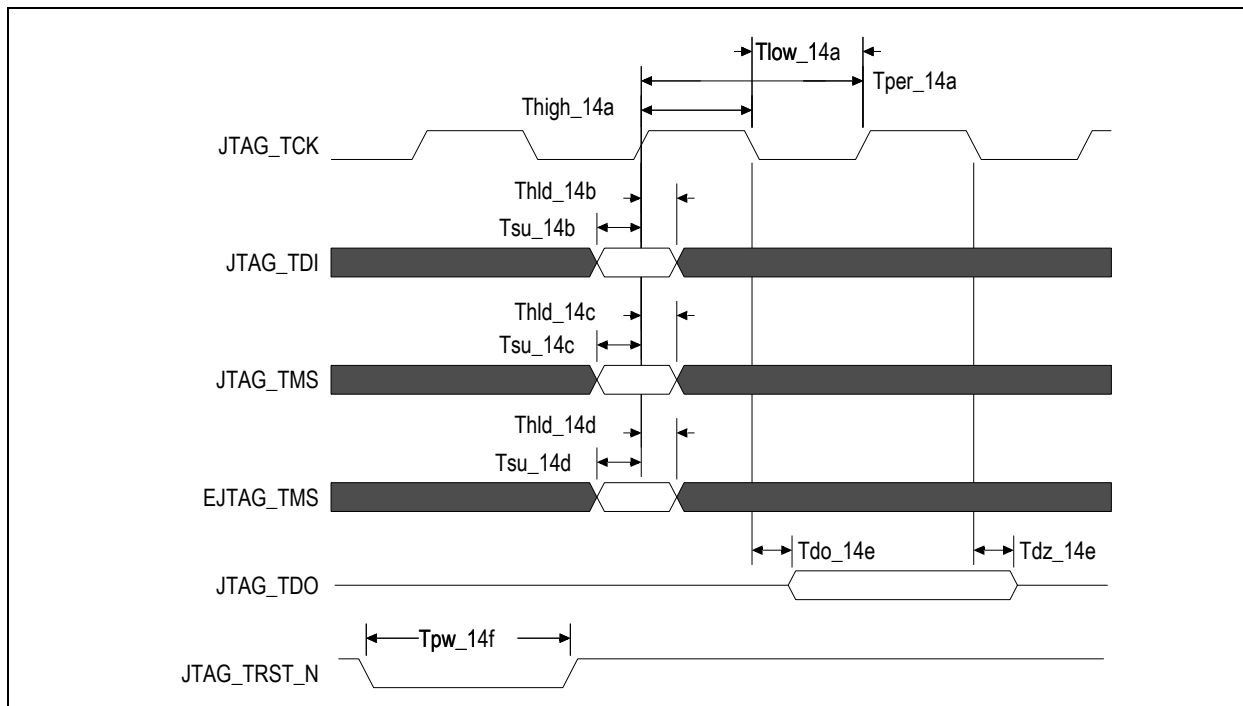 Tlow_14a
Tper_14a
Thigh_14a
JTAG_TCK
Thld_14b
Tsu_14b
JTAG_TDI
Thld_14c
Tsu_14c
JTAG_TMS
Thld_14d
Tsu_14d
EJTAG_TMS
Tdo_14e
Tdz_14e
JTAG_TDO
Tpw_14f
JTAG_TRST_N